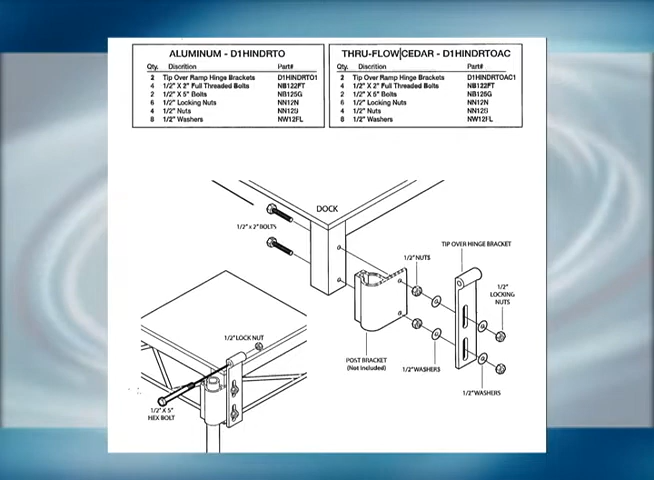 ALUMINUM - D1HINDRTO
Qty. Discrition Part#
2 Tip Over Ramp Hinge Brackets D1HINDRTO1
4 1/2" X 2" Full Threaded Bolts NB122FT
2 1/2" X 5" Bolts NB125G
6 1/2" Locking Nuts NN12N
4 1/2" Nuts NN12S
8 1/2" Washers NW12FL
THRU-FLOW/CEDAR - D1HINDRTOAC
Qty. Discrition Part#
2 Tip Over Ramp Hinge Brackets D1HINDRTOAC1
4 1/2" X 2" Full Threaded Bolts NB122FT
2 1/2" X 5" Bolts NB125G
6 1/2" Locking Nuts NN12N
4 1/2" Nuts NN12S
8 1/2" Washers NW12FL
DOCK
1/2" x 2" BOLTS
TIP OVER HINGE BRACKET
1/2" NUTS
1/2"
LOCKING
NUTS
1/2" LOCK NUT
POST BRACKET
(Not Included)
1/2" WASHERS
1/2" WASHERS
1/2" X 5"
HEX BOLT